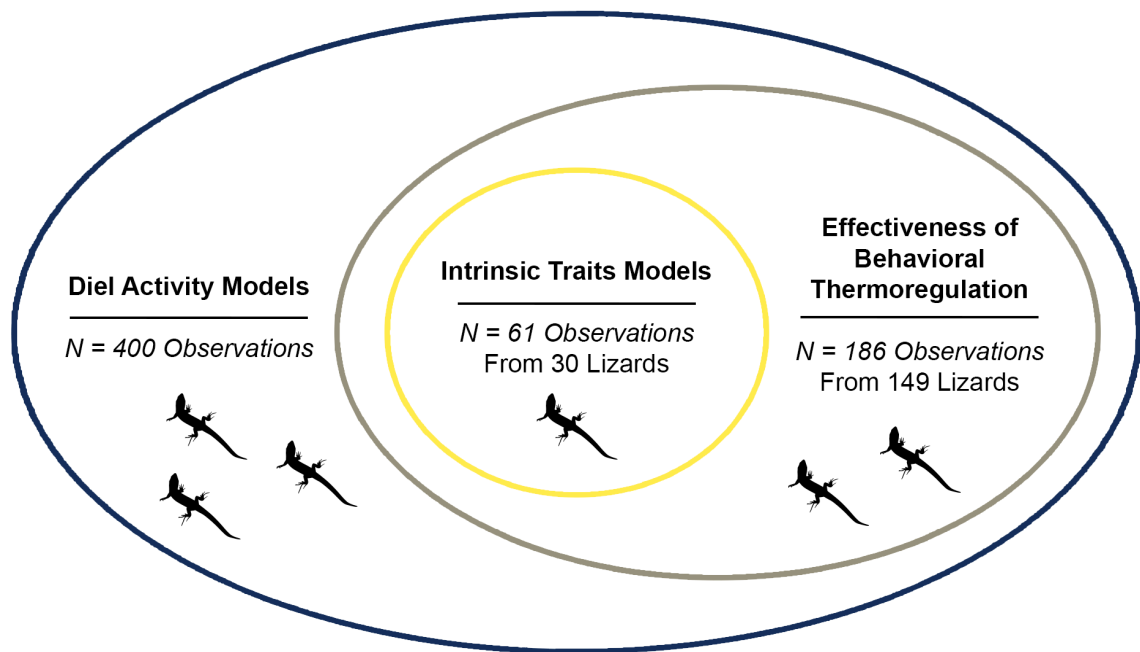 Diel Activity Models
N = 400 Observations
Intrinsic Traits Models
N = 61 Observations
From 30 Lizards
Effectiveness of
Behavioral
Thermoregulation
N = 186 Observations
From 149 Lizards